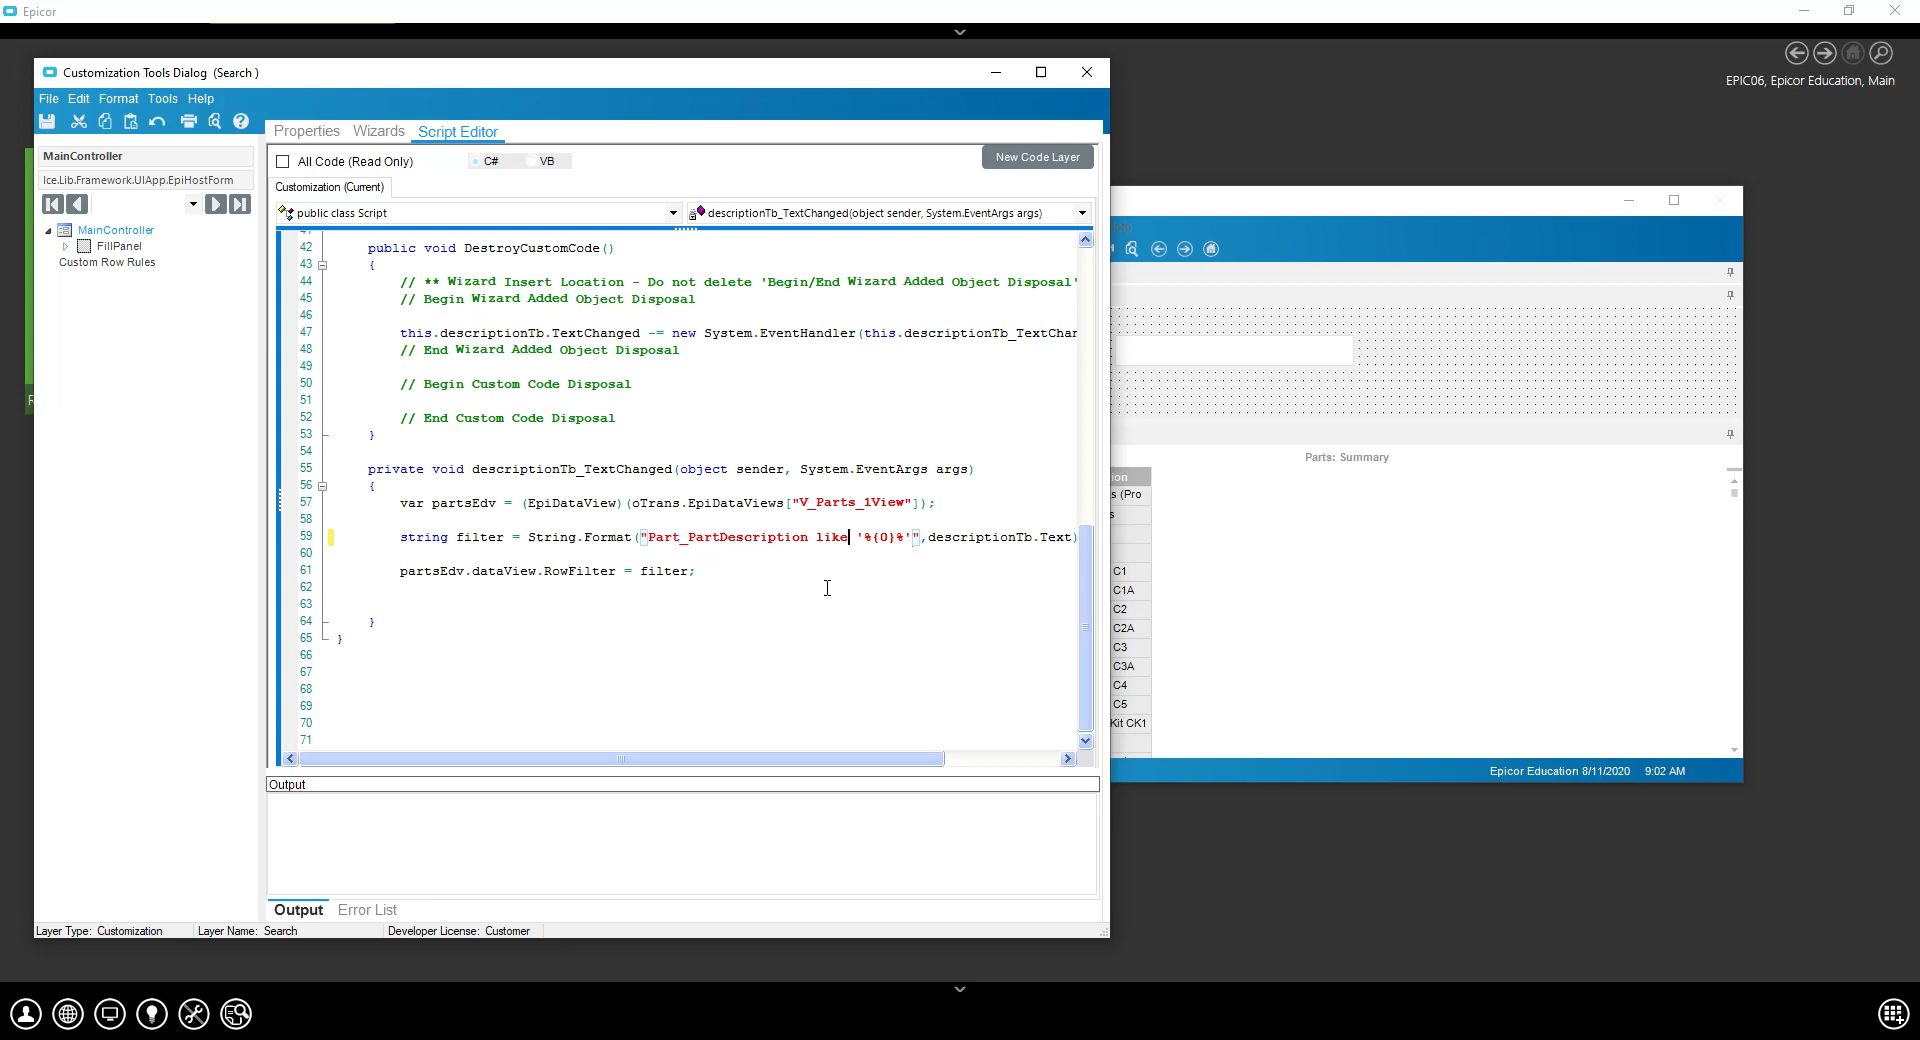 Epicor
EPIC06, Epicor Education, Main
Customization Tools Dialog (Search )
File Edit Format Tools Help
Properties Wizards Script Editor
MainController
Ice.Lib.Framework.UIApp.EpiHostForm
MainController
FillPanel
Custom Row Rules
All Code (Read Only)
C#
VB
New Code Layer
Customization (Current)
public class Script
descriptionTb_TextChanged(object sender, System.EventArgs args)
42 public void DestroyCustomCode()
43 {
44 // ** Wizard Insert Location - Do not delete 'Begin/End Wizard Added Object Disposal'
45 // Begin Wizard Added Object Disposal
46
47 this.descriptionTb.TextChanged -= new System.EventHandler(this.descriptionTb_TextChan
48 // End Wizard Added Object Disposal
49
50 // Begin Custom Code Disposal
51
52 // End Custom Code Disposal
53 }
54
55 private void descriptionTb_TextChanged(object sender, System.EventArgs args)
56 {
57 var partsEdv = (EpiDataView)(oTrans.EpiDataViews["V_Parts_1View"]);
58
59 string filter = String.Format("Part_PartDescription like '%{0}%'",descriptionTb.Text)
60
61 partsEdv.dataView.RowFilter = filter;
62
63
64 }
65 }
66
67
68
69
70
71
Output
Output Error List
Layer Type: Customization
Layer Name: Search
Developer License: Customer
Parts: Summary
ion
s (Pro
s
C1
C1A
C2
C2A
C3
C3A
C4
C5
Kit CK1
Epicor Education 8/11/2020 9:02 AM